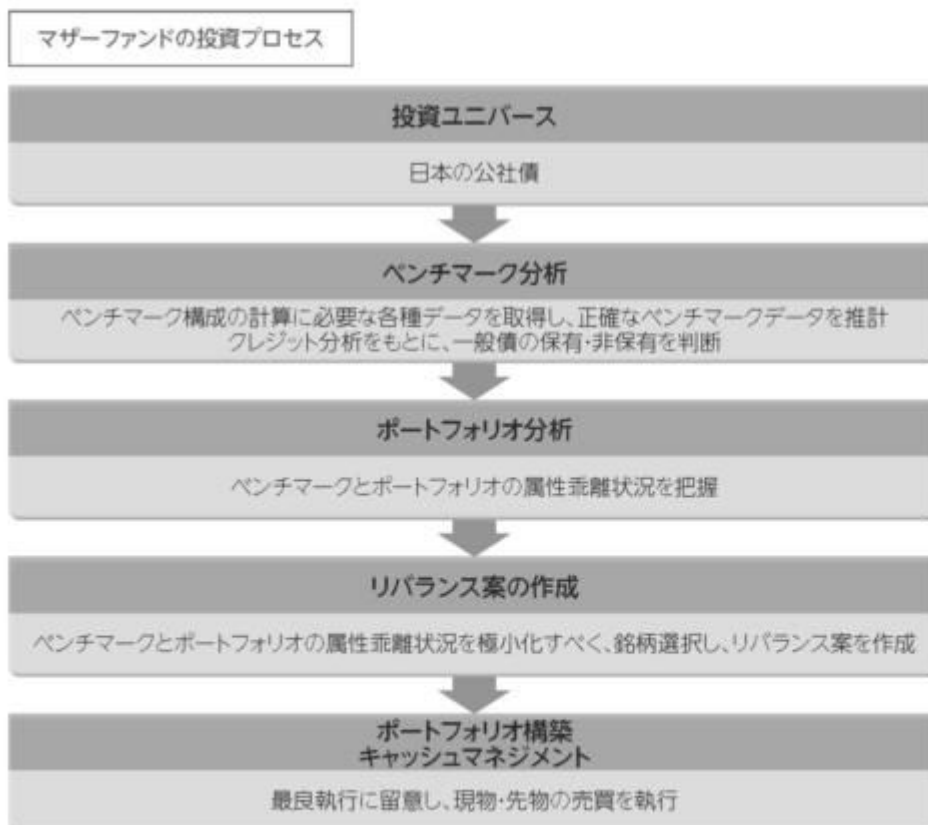 マザーファンドの投資プロセス
投資ユニバース
日本の公社債
ベンチマーク分析
ベンチマーク構成の計算に必要な各種データを取得し、正確なベンチマークデータを推計
クレジット分析をもとに、一般債の保有・非保有を判断
ポートフォリオ分析
ベンチマークとポートフォリオの属性乖離状況を把握
リバランス案の作成
ベンチマークとポートフォリオの属性乖離状況を極小化すべく、銘柄選択し、リバランス案を作成
ポートフォリオ構築
キャッシュマネジメント
最良執行に留意し、現物・先物の売買を執行